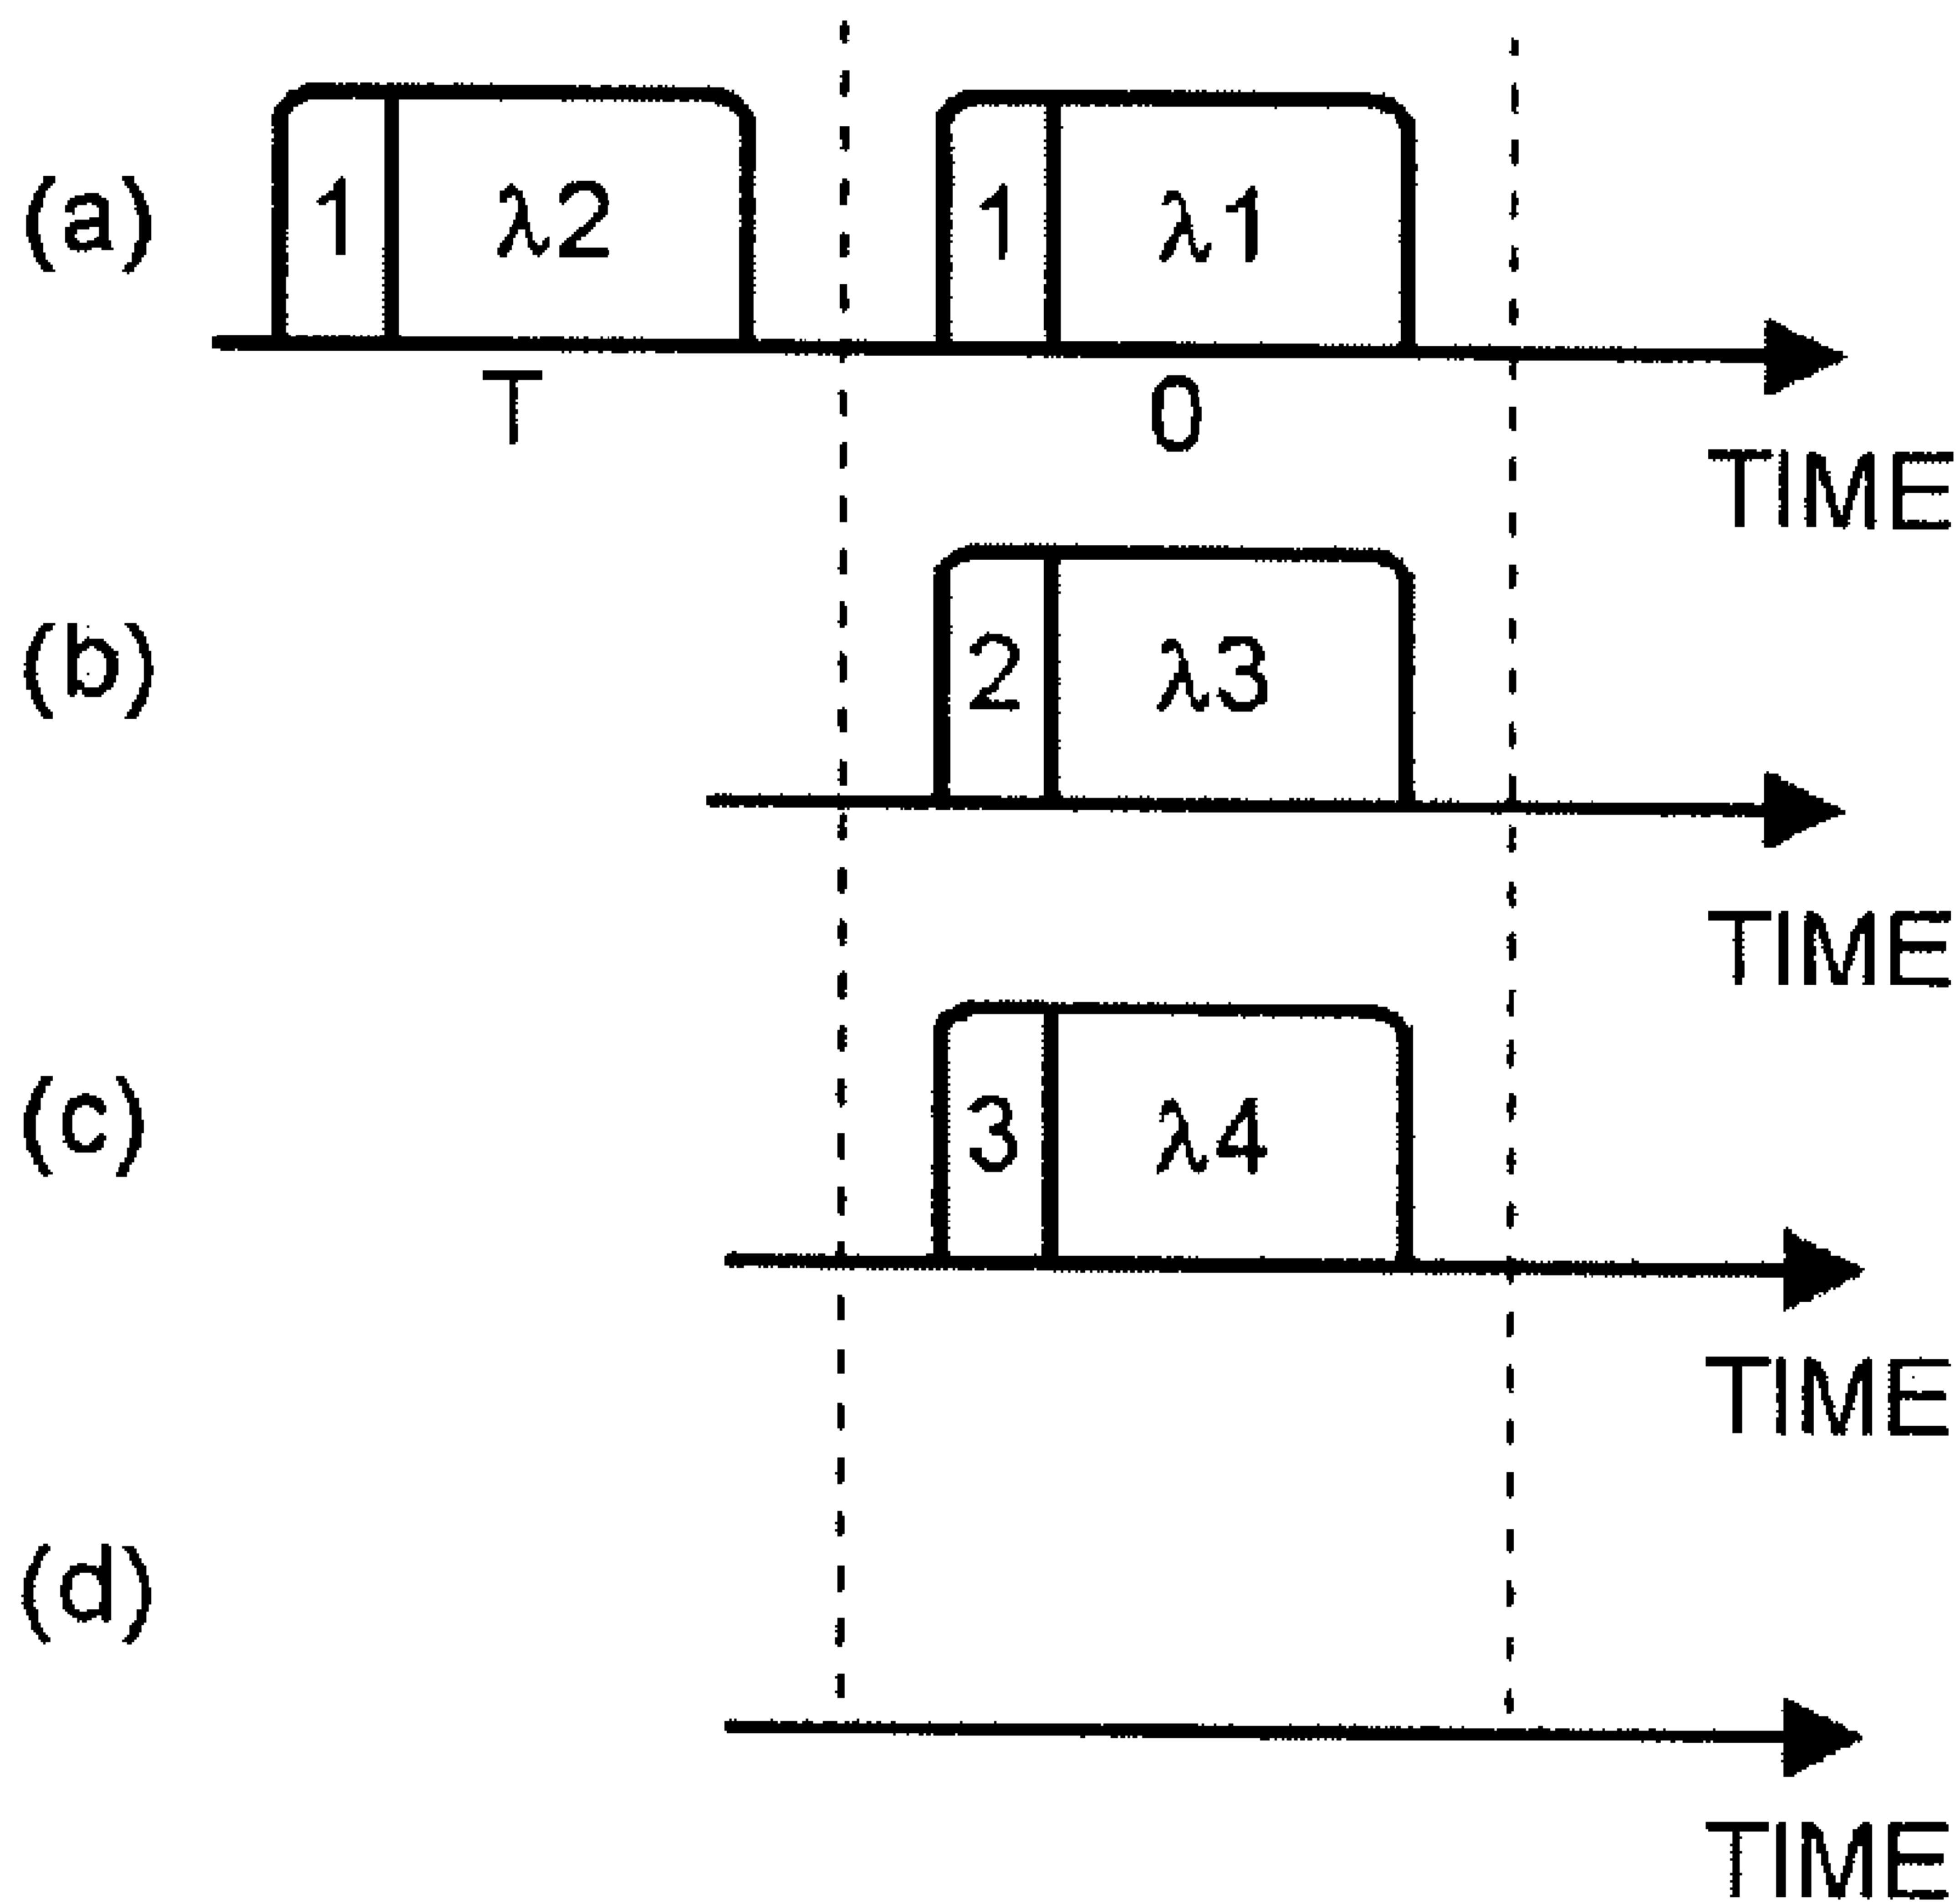 (a) 1 λ2 1 λ1
T 0
TIME
(b) 2 λ3
TIME
(c) 3 λ4
TIME
(d)
TIME